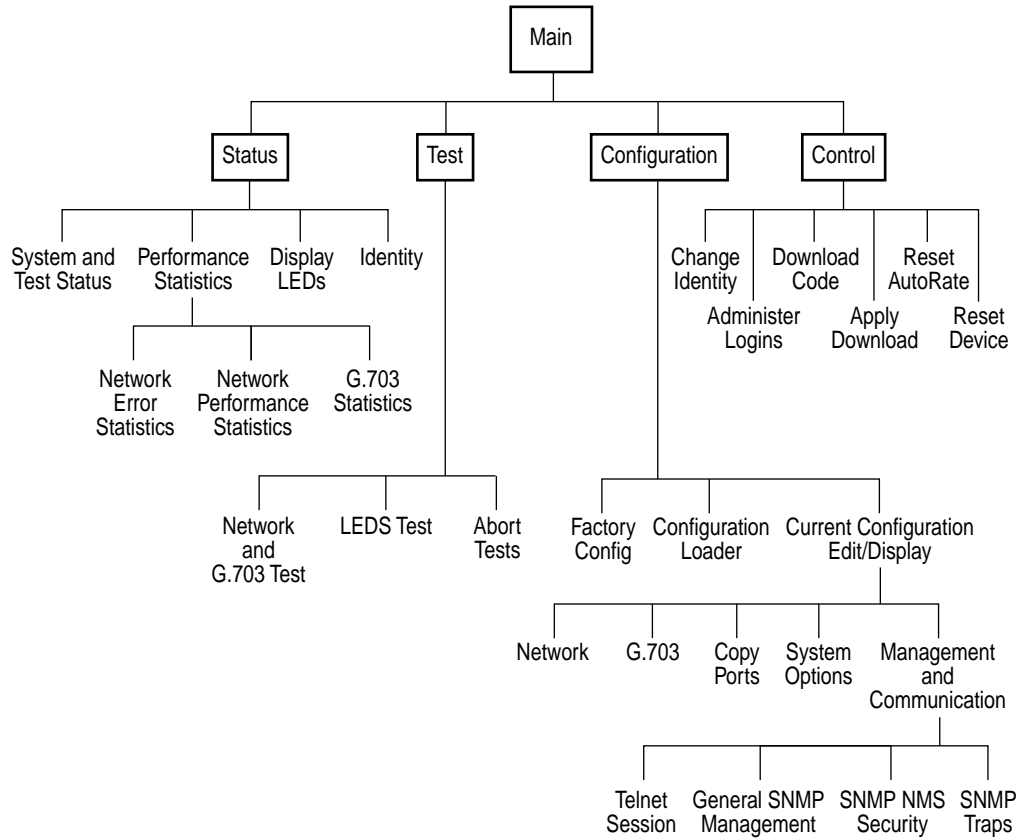 Main
Status
Test
Configuration
Control
System and
Test Status
Performance
Statistics
Display
LEDs
Identity
Network
Error
Statistics
Network
Performance
Statistics
G.703
Statistics
Change
Identity
Administer
Logins
Download
Code
Apply
Download
Reset
AutoRate
Reset
Device
Network
and
G.703 Test
LEDS Test
Abort
Tests
Factory
Config
Configuration
Loader
Current Configuration
Edit/Display
Network
G.703
Copy
Ports
System
Options
Management
and
Communication
Telnet
Session
General SNMP
Management
SNMP NMS
Security
SNMP
Traps